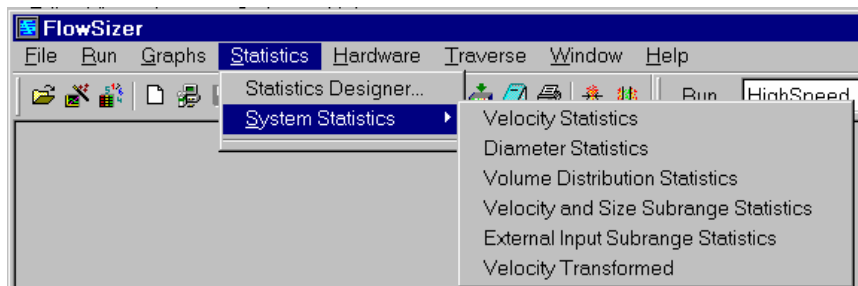 FlowSizer
File Run Graphs Statistics Hardware Traverse Window Help
Statistics Designer...
Run HighSpeed
System Statistics
Velocity Statistics
Diameter Statistics
Volume Distribution Statistics
Velocity and Size Subrange Statistics
External Input Subrange Statistics
Velocity Transformed